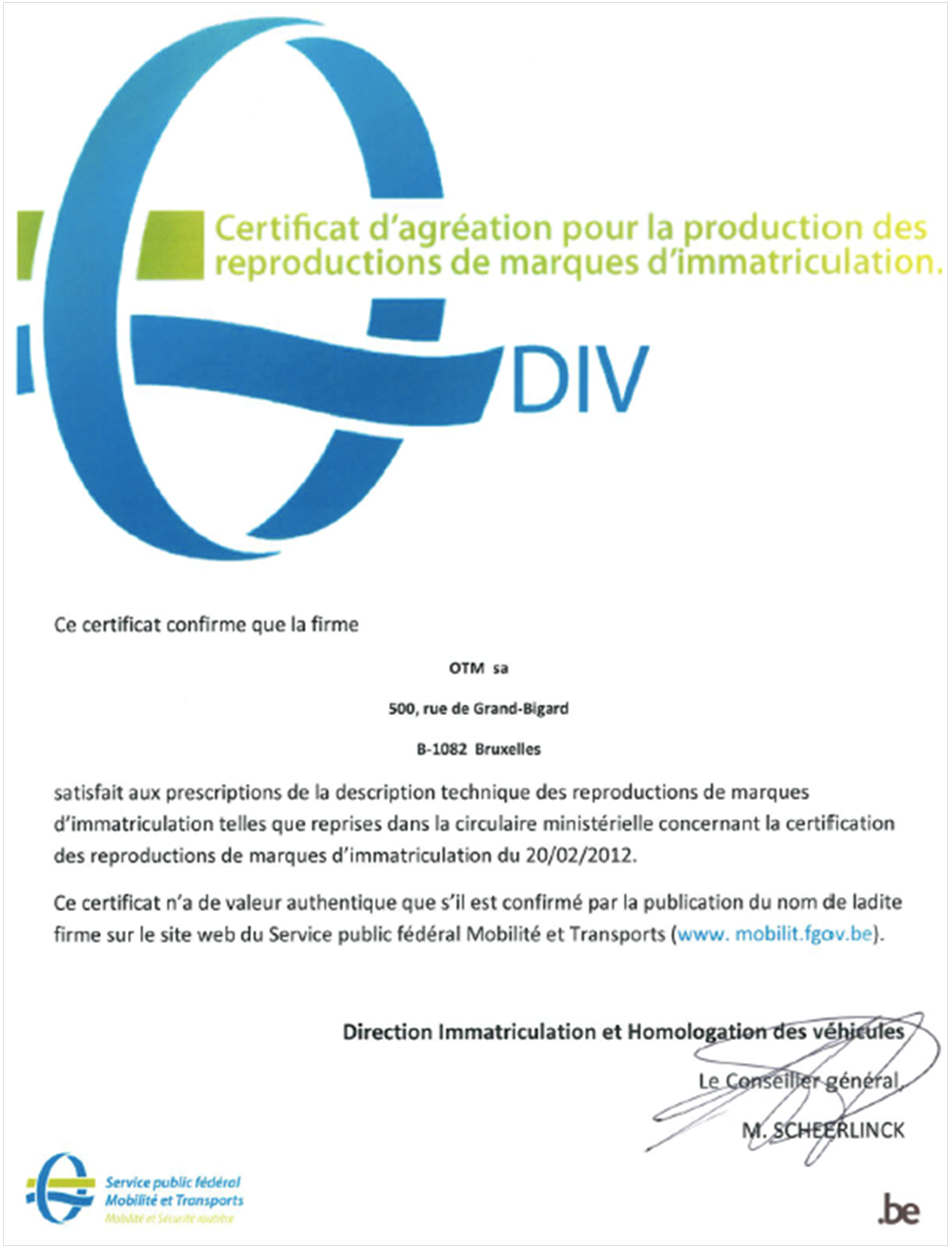 Certificat d'agréation pour la production des
reproductions de marques d'immatriculation.
DIV
Ce certificat confirme que la firme
OTM sa
500, rue de Grand-Bigard
B-1082 Bruxelles
satisfait aux prescriptions de la description technique des reproductions de marques
d'immatriculation telles que reprises dans la circulaire ministérielle concernant la certification
des reproductions de marques d'immatriculation du 20/02/2012.
Ce certificat n'a de valeur authentique que s'il est confirmé par la publication du nom de ladite
firme sur le site web du Service public fédéral Mobilité et Transports (www. mobilit.fgov.be).
Direction Immatriculation et Homologation des véhicules
Le Conseiller général,
M. SCHEERLINCK
Service public fédéral
Mobilité et Transports
Mobilité et Sécurité routière
.be